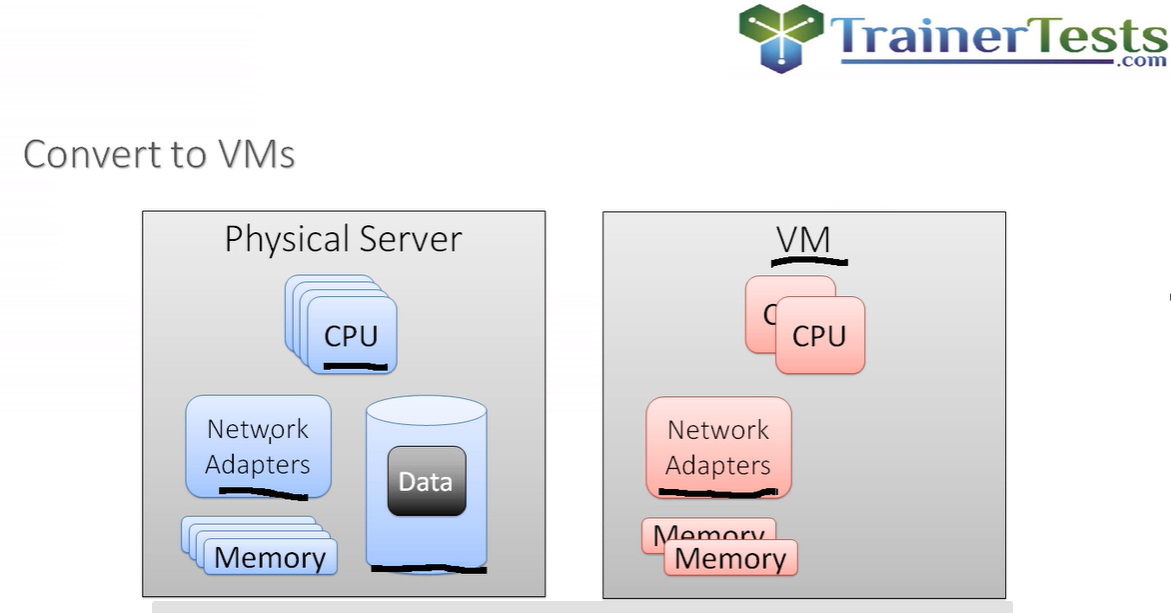 TrainerTests
.com
Convert to VMs
Physical Server
CPU
Network
Adapters
Data
Memory
VM
C
CPU
Network
Adapters
Memory
Memory